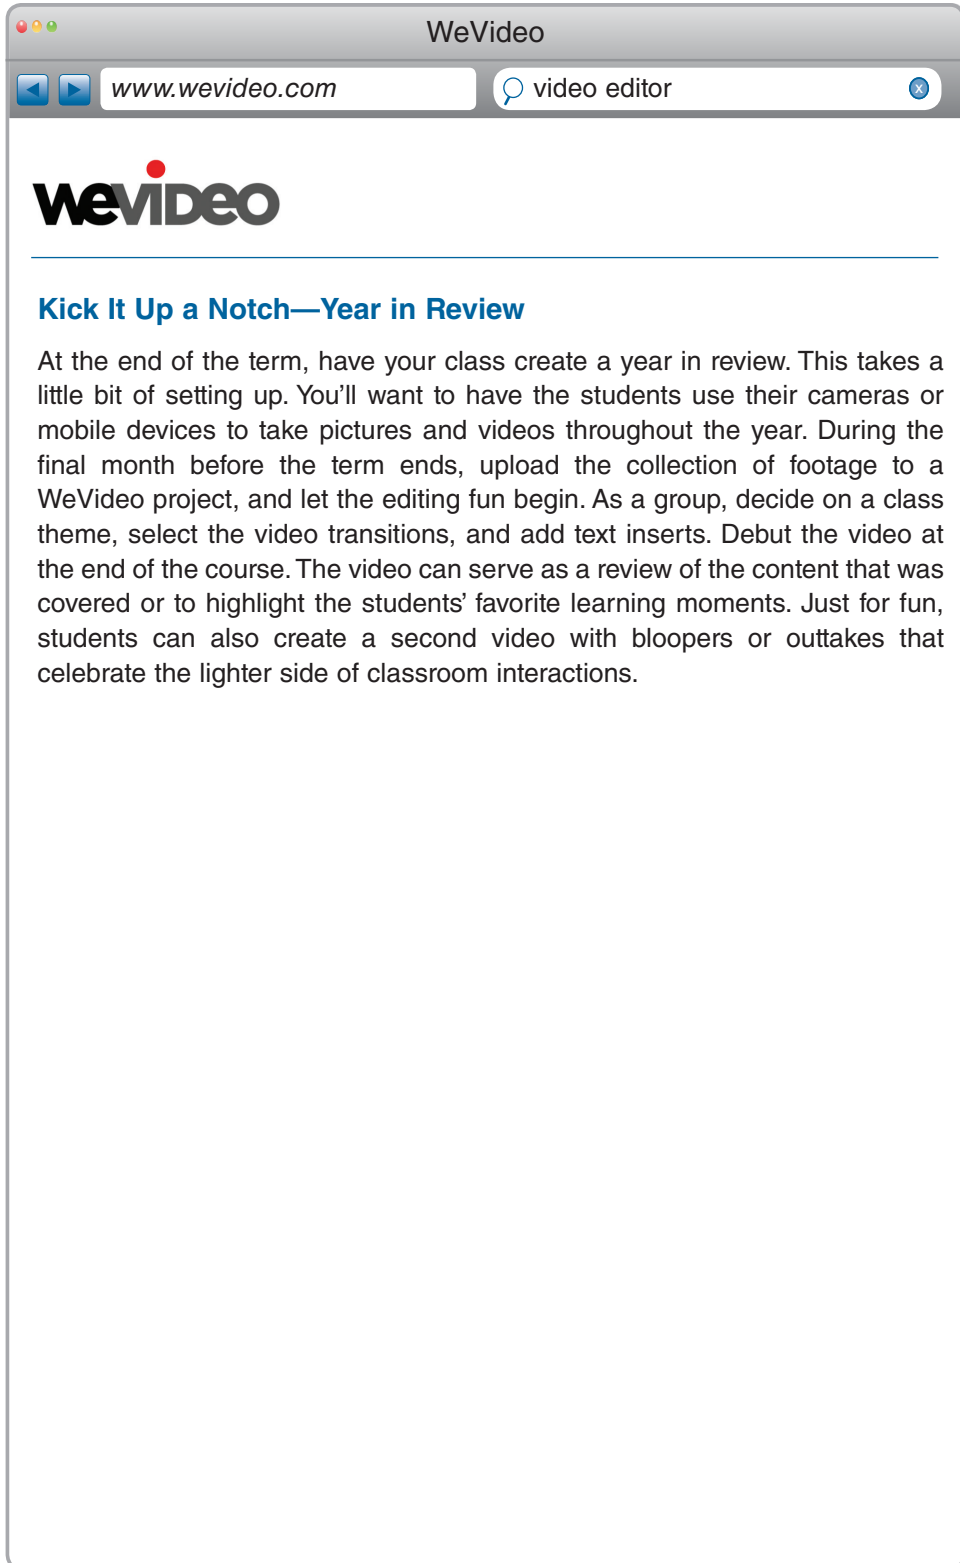 WeVideo
www.wevideo.com
video editor
x
wevideo
Kick It Up a Notch—Year in Review
At the end of the term, have your class create a year in review. This takes a
little bit of setting up. You’ll want to have the students use their cameras or
mobile devices to take pictures and videos throughout the year. During the
final month before the term ends, upload the collection of footage to a
WeVideo project, and let the editing fun begin. As a group, decide on a class
theme, select the video transitions, and add text inserts. Debut the video at
the end of the course. The video can serve as a review of the content that was
covered or to highlight the students’ favorite learning moments. Just for fun,
students can also create a second video with bloopers or outtakes that
celebrate the lighter side of classroom interactions.